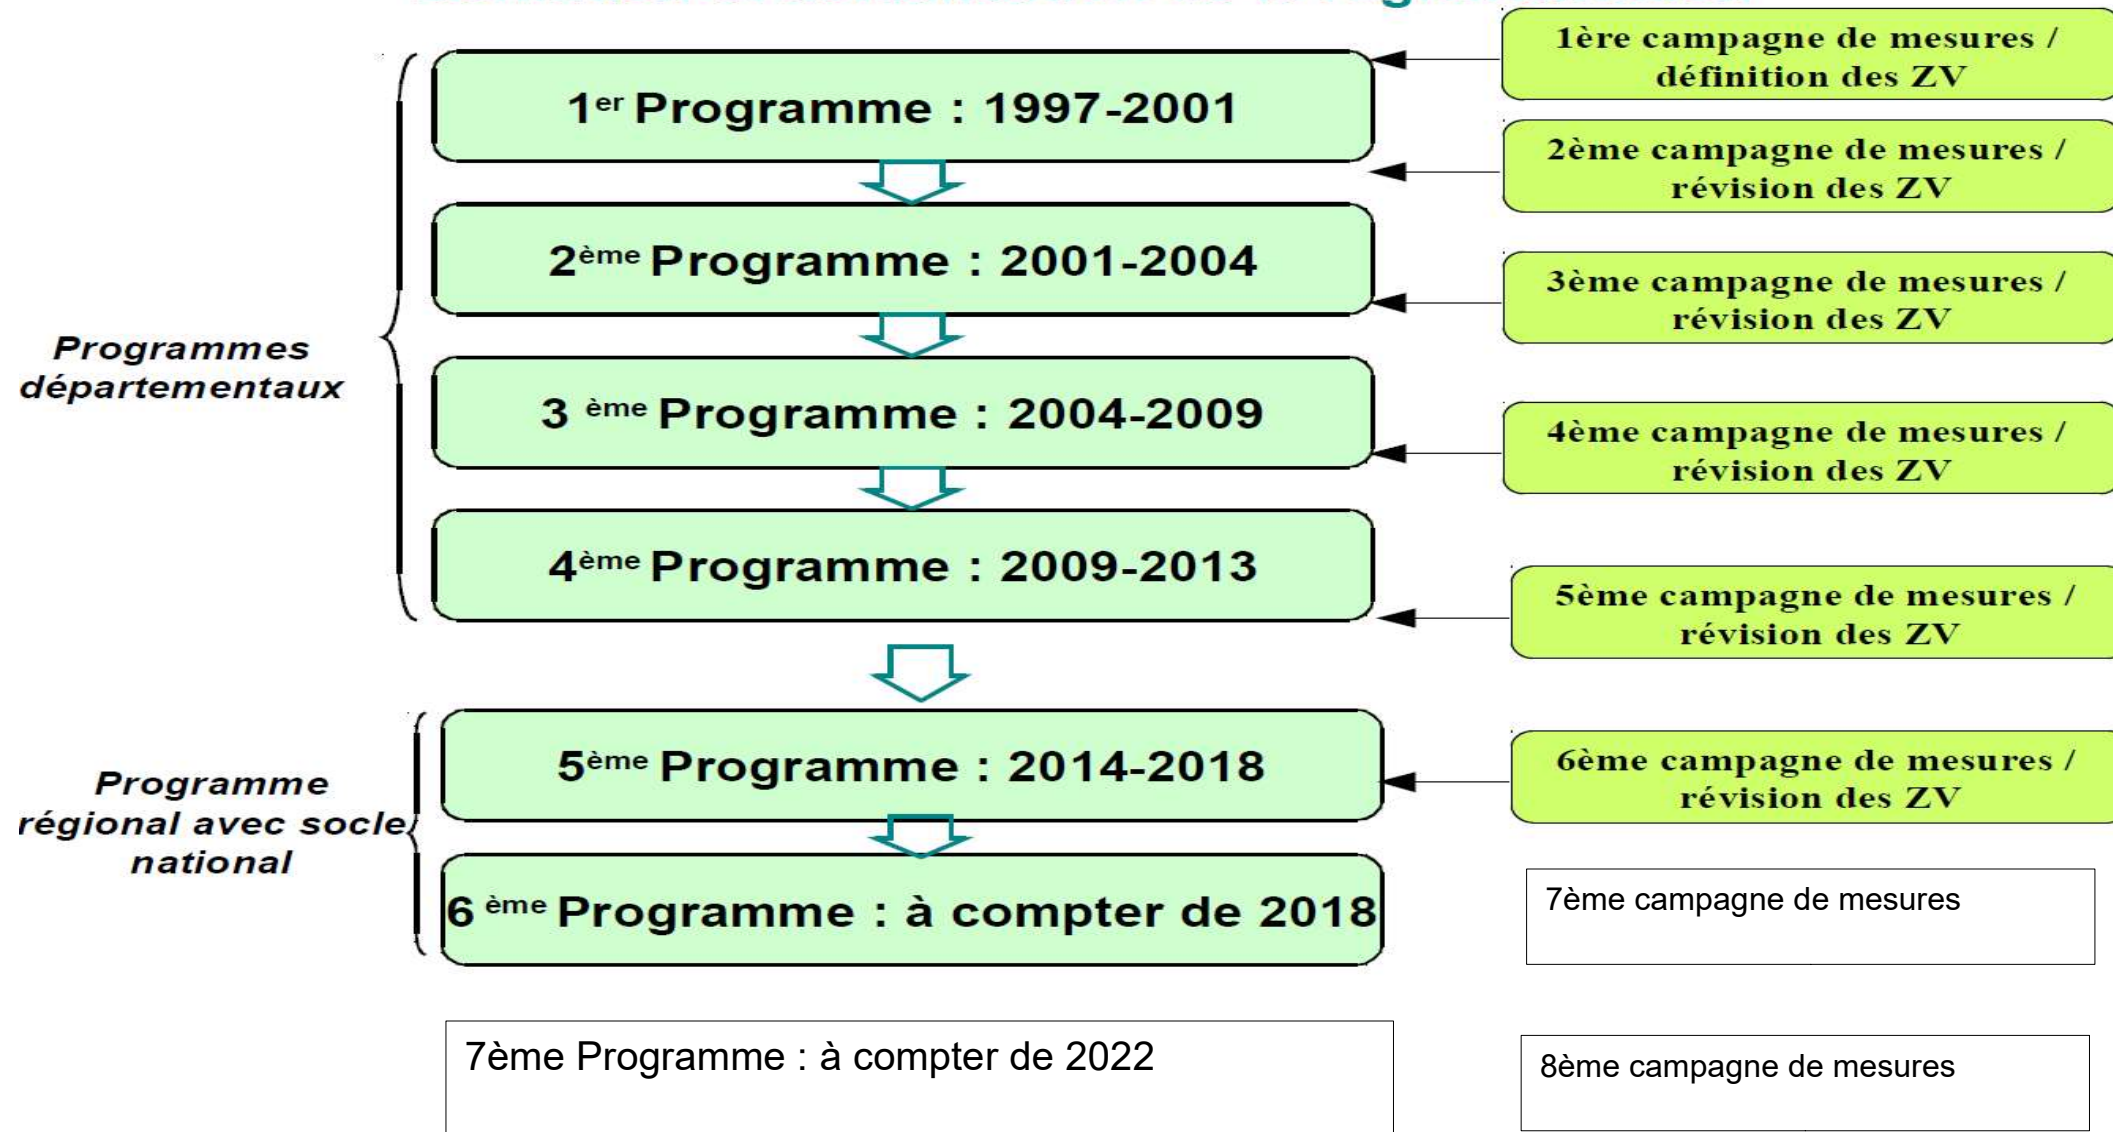 1ère campagne de mesures /
définition des ZV
1er Programme : 1997-2001
2ème campagne de mesures /
révision des ZV
2ème Programme : 2001-2004
3ème campagne de mesures /
révision des ZV
Programmes
départementaux
3 ème Programme : 2004-2009
4ème campagne de mesures /
révision des ZV
4ème Programme : 2009-2013
5ème campagne de mesures /
révision des ZV
5ème Programme : 2014-2018
6ème campagne de mesures /
révision des ZV
Programme
régional avec socle
national
6 ème Programme : à compter de 2018
7ème campagne de mesures
7ème Programme : à compter de 2022
8ème campagne de mesures